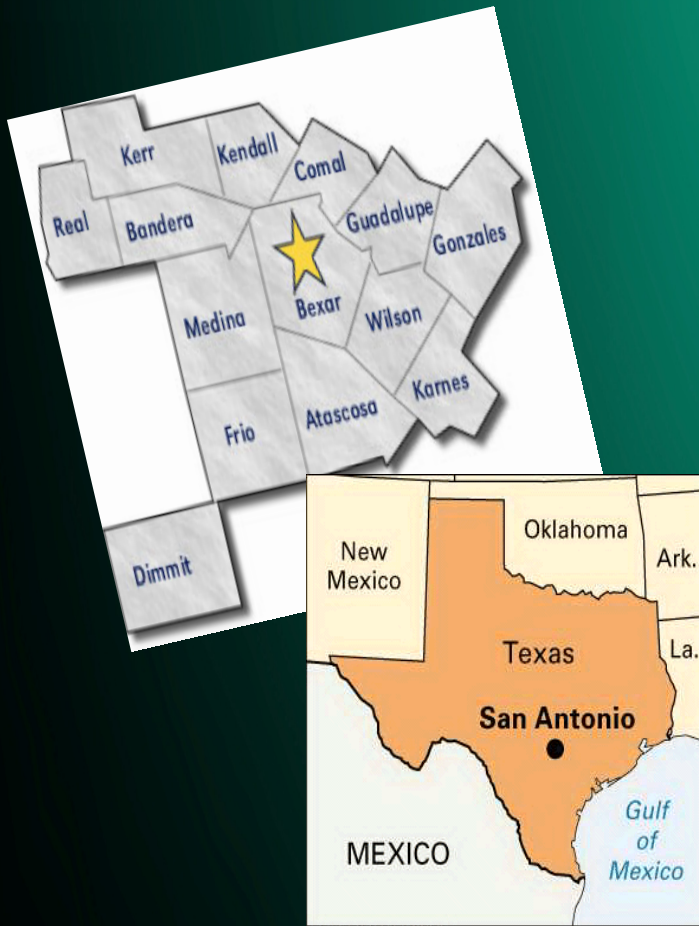 Kerr
Kendall
Comal
Real
Bandera
Guadalupe
Gonzales
Medina
Bexar
Wilson
Karnes
Frio
Atascosa
Dimmit
New
Mexico
Oklahoma
Ark.
Texas
La.
San Antonio
MEXICO
Gulf
of
Mexico